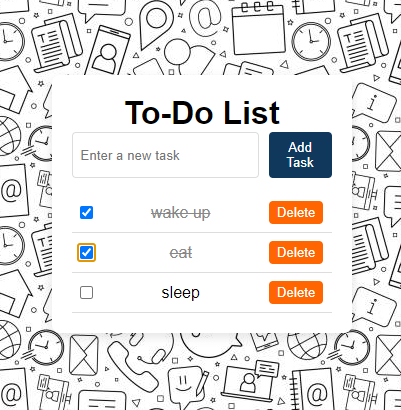 To-Do List
Enter a new task
Add
Task
wake up
Delete
eat
Delete
sleep
Delete